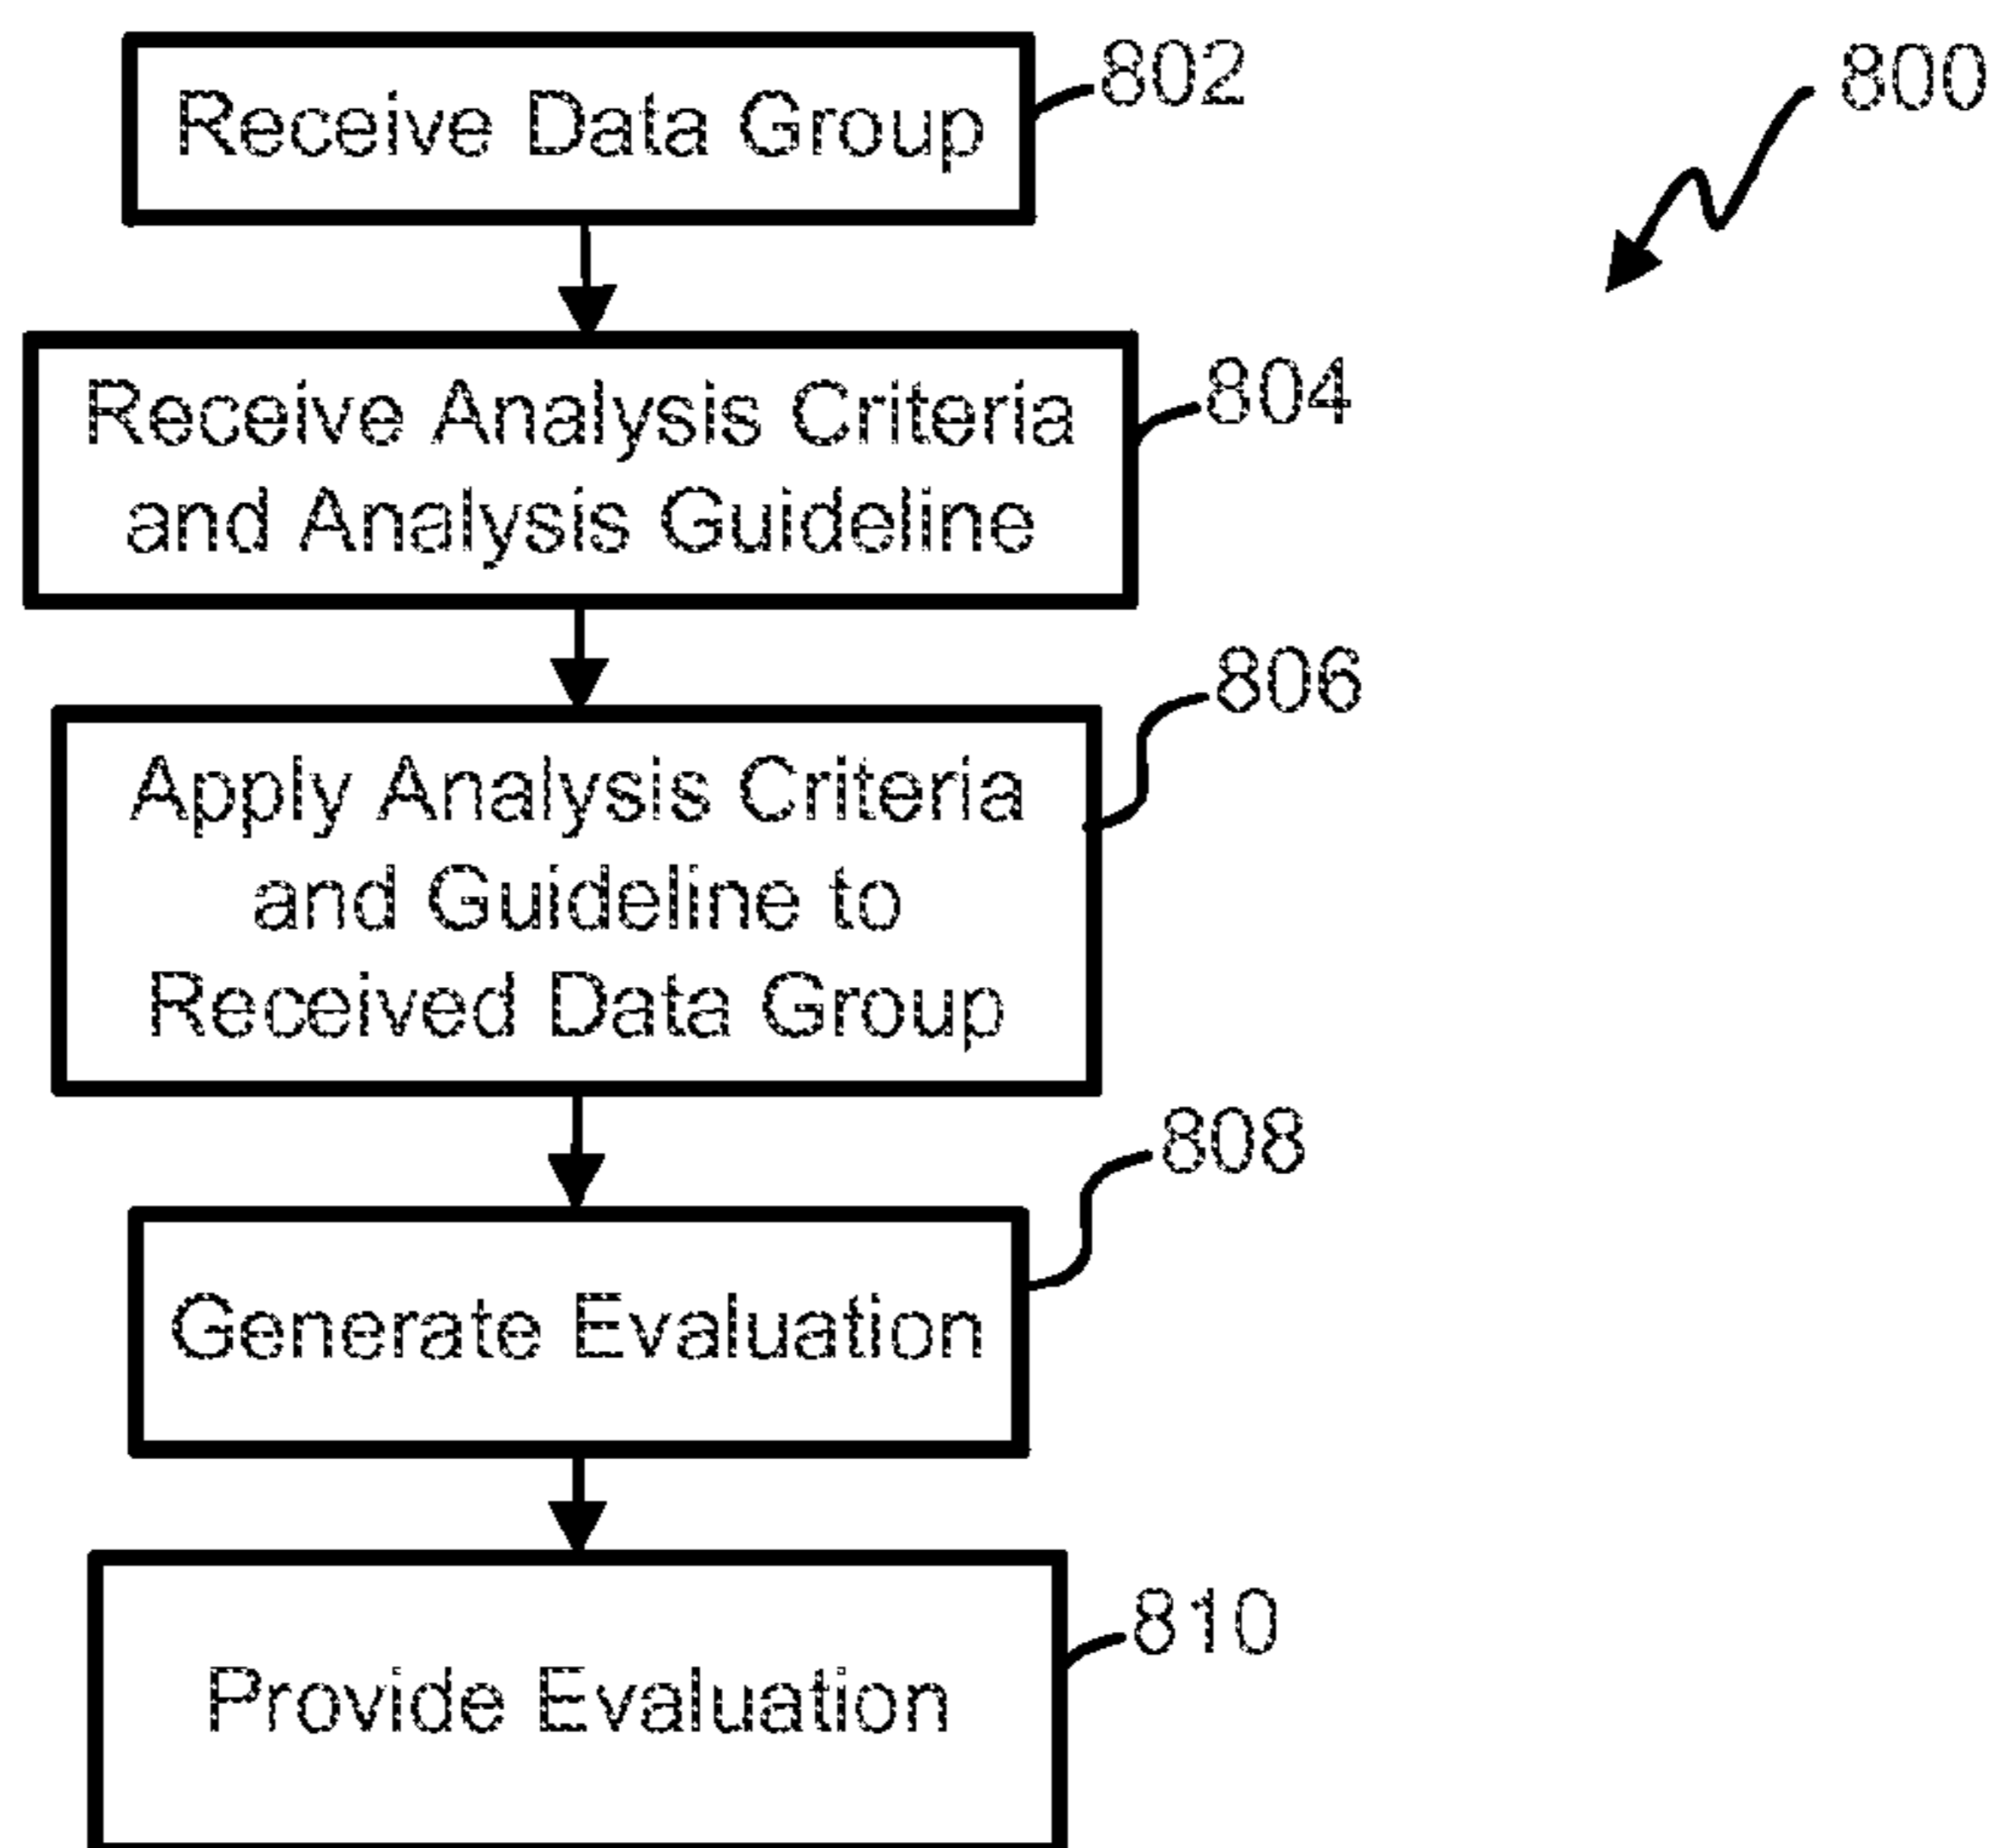 Receive Data Group
802
800
Receive Analysis Criteria
and Analysis Guideline
804
Apply Analysis Criteria
and Guideline to
Received Data Group
806
Generate Evaluation
808
Provide Evaluation
810